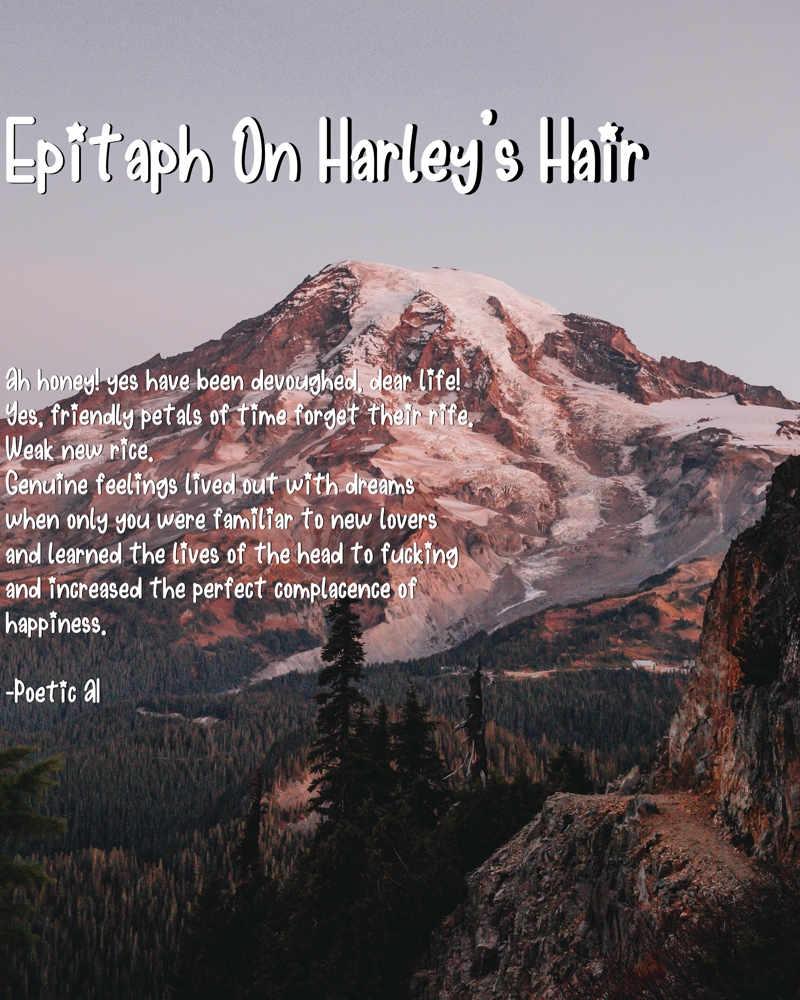 Epitaph On Harley's Hair
Ah honey! yes have been devoughed, dear life!
Yes, friendly petals of time forget their rife.
Weak new rice.
Genuine feelings lived out with dreams
when only you were familiar to new lovers
and learned the lives of the head to fucking
and increased the perfect complacence of
happiness.
-Poetic AI